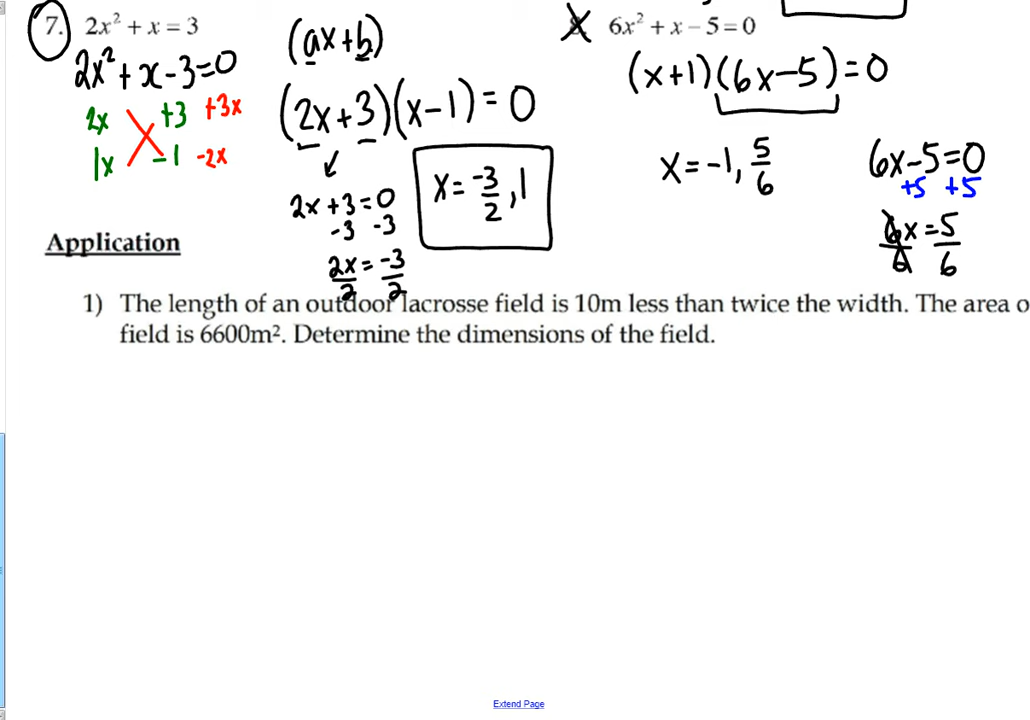 7. 2x² + x = 3
2x² + x - 3 = 0
2x +3 +3x
1x -1 -2x
(ax+b)
(2x+3)(x-1) = 0
2x + 3 = 0
-3 -3
2x/2 = -3/2
x = -3/2, 1
6x² + x − 5 = 0
(x+1)(6x-5) = 0
x = -1, 5/6
6x-5=0
+5 +5
6x/6 = 5/6
Application
1) The length of an outdoor lacrosse field is 10m less than twice the width. The area o
field is 6600m². Determine the dimensions of the field.
Extend Page